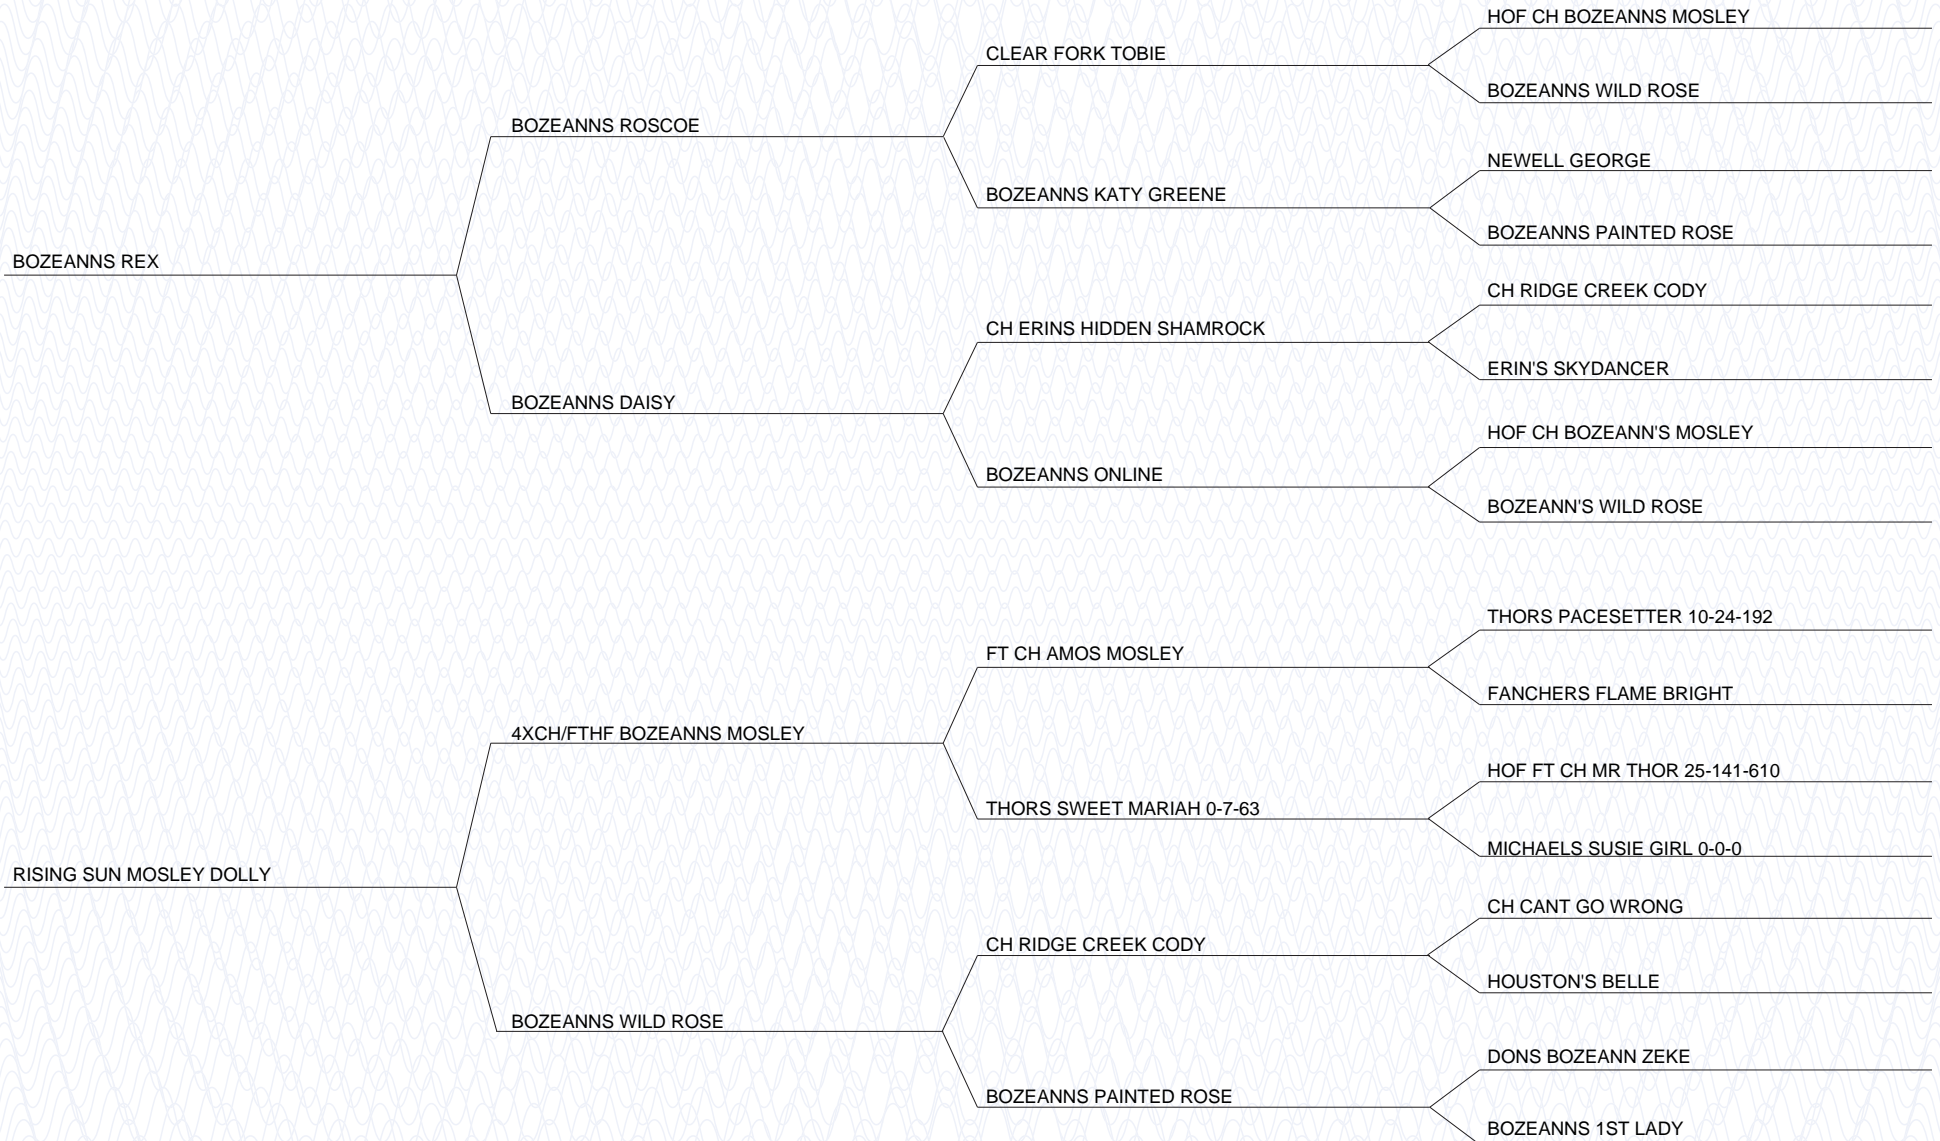 HOF CH BOZEANNS MOSLEY
CLEAR FORK TOBIE
BOZEANNS WILD ROSE
BOZEANNS ROSCOE
NEWELL GEORGE
BOZEANNS KATY GREENE
BOZEANNS PAINTED ROSE
BOZEANNS REX
CH RIDGE CREEK CODY
CH ERINS HIDDEN SHAMROCK
ERIN'S SKYDANCER
BOZEANNS DAISY
HOF CH BOZEANN'S MOSLEY
BOZEANNS ONLINE
BOZEANN'S WILD ROSE
THORS PACESETTER 10-24-192
FT CH AMOS MOSLEY
FANCHERS FLAME BRIGHT
4XCH/FTHF BOZEANNS MOSLEY
HOF FT CH MR THOR 25-141-610
THORS SWEET MARIAH 0-7-63
MICHAELS SUSIE GIRL 0-0-0
RISING SUN MOSLEY DOLLY
CH CANT GO WRONG
CH RIDGE CREEK CODY
HOUSTON'S BELLE
BOZEANNS WILD ROSE
DONS BOZEANN ZEKE
BOZEANNS PAINTED ROSE
BOZEANNS 1ST LADY